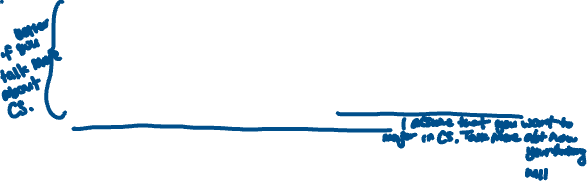 better
if you
talk more
about
CS.
I assume that you want to
major in CS. Talk more abt how
your
will